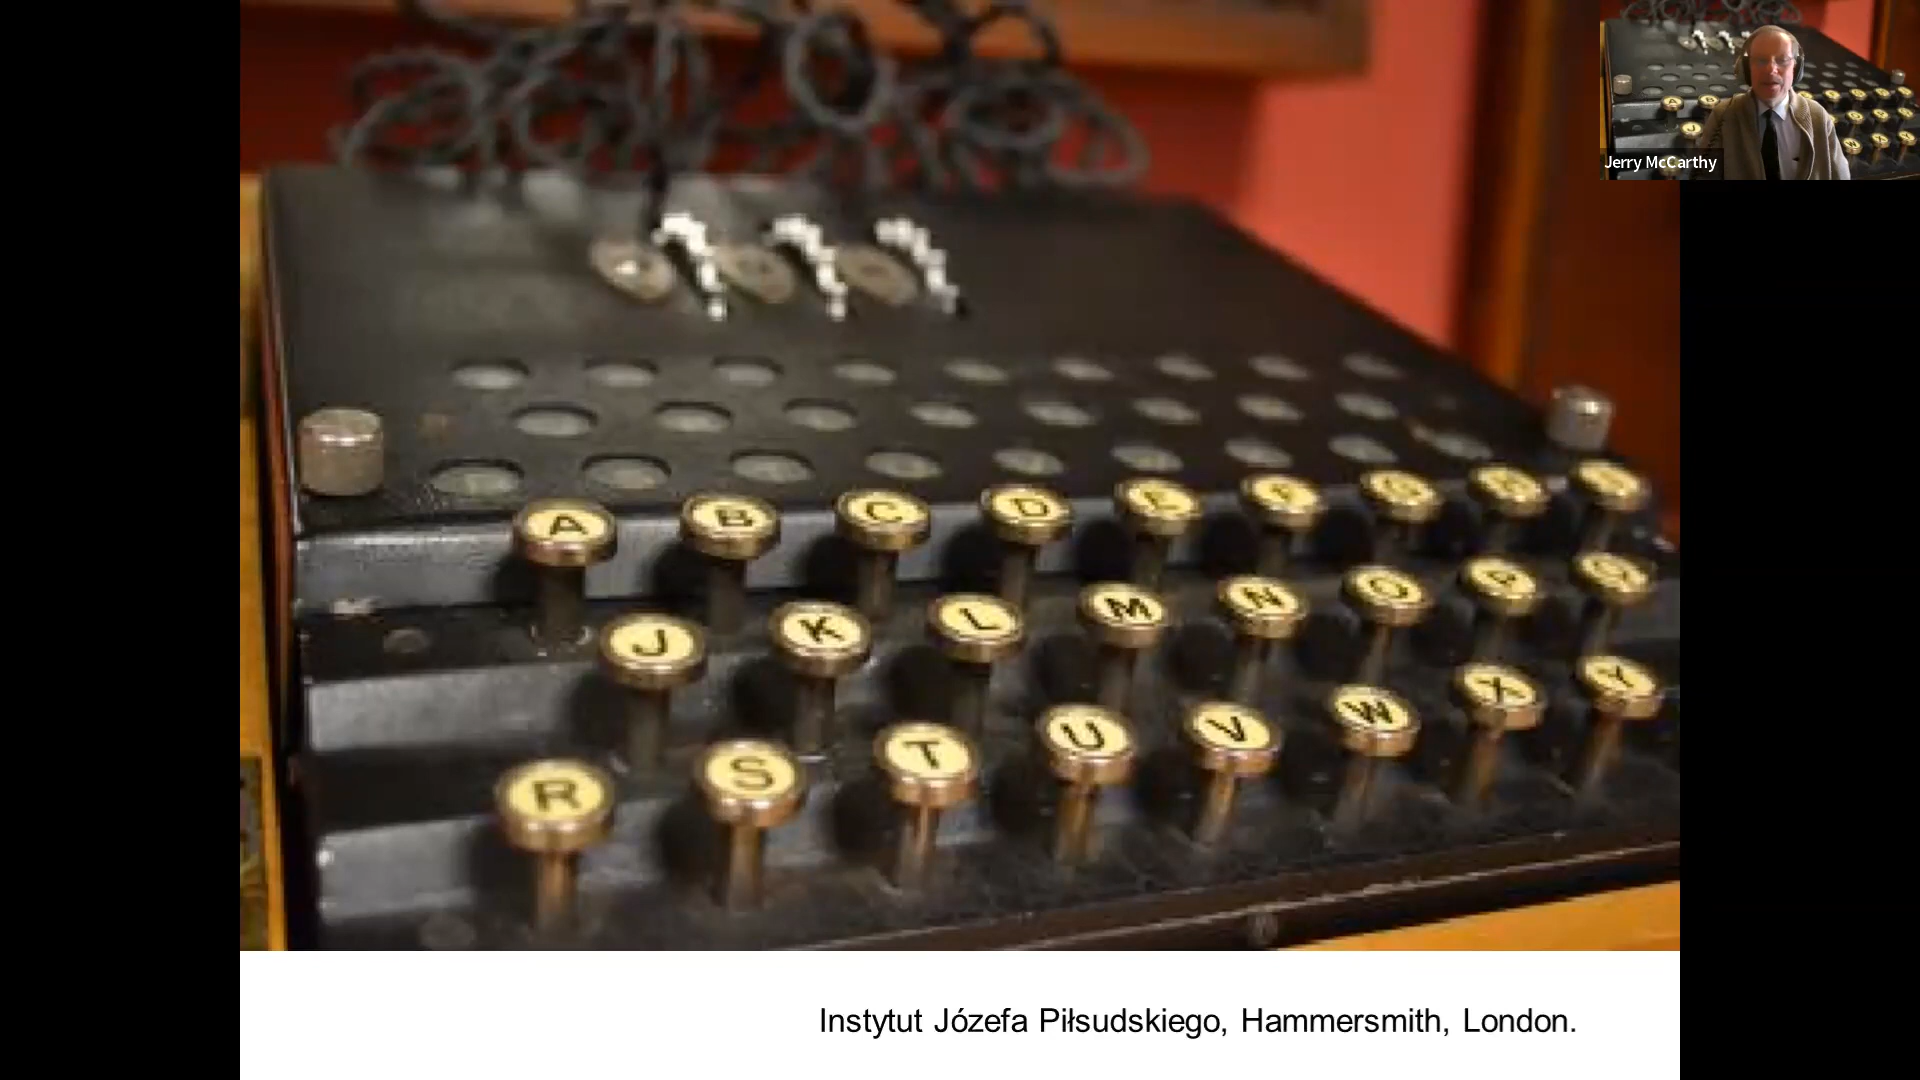 Jerry McCarthy
A B C D E F G H
J K L M N O P Q
R S T U V W X Y
Instytut Józefa Piłsudskiego, Hammersmith, London.